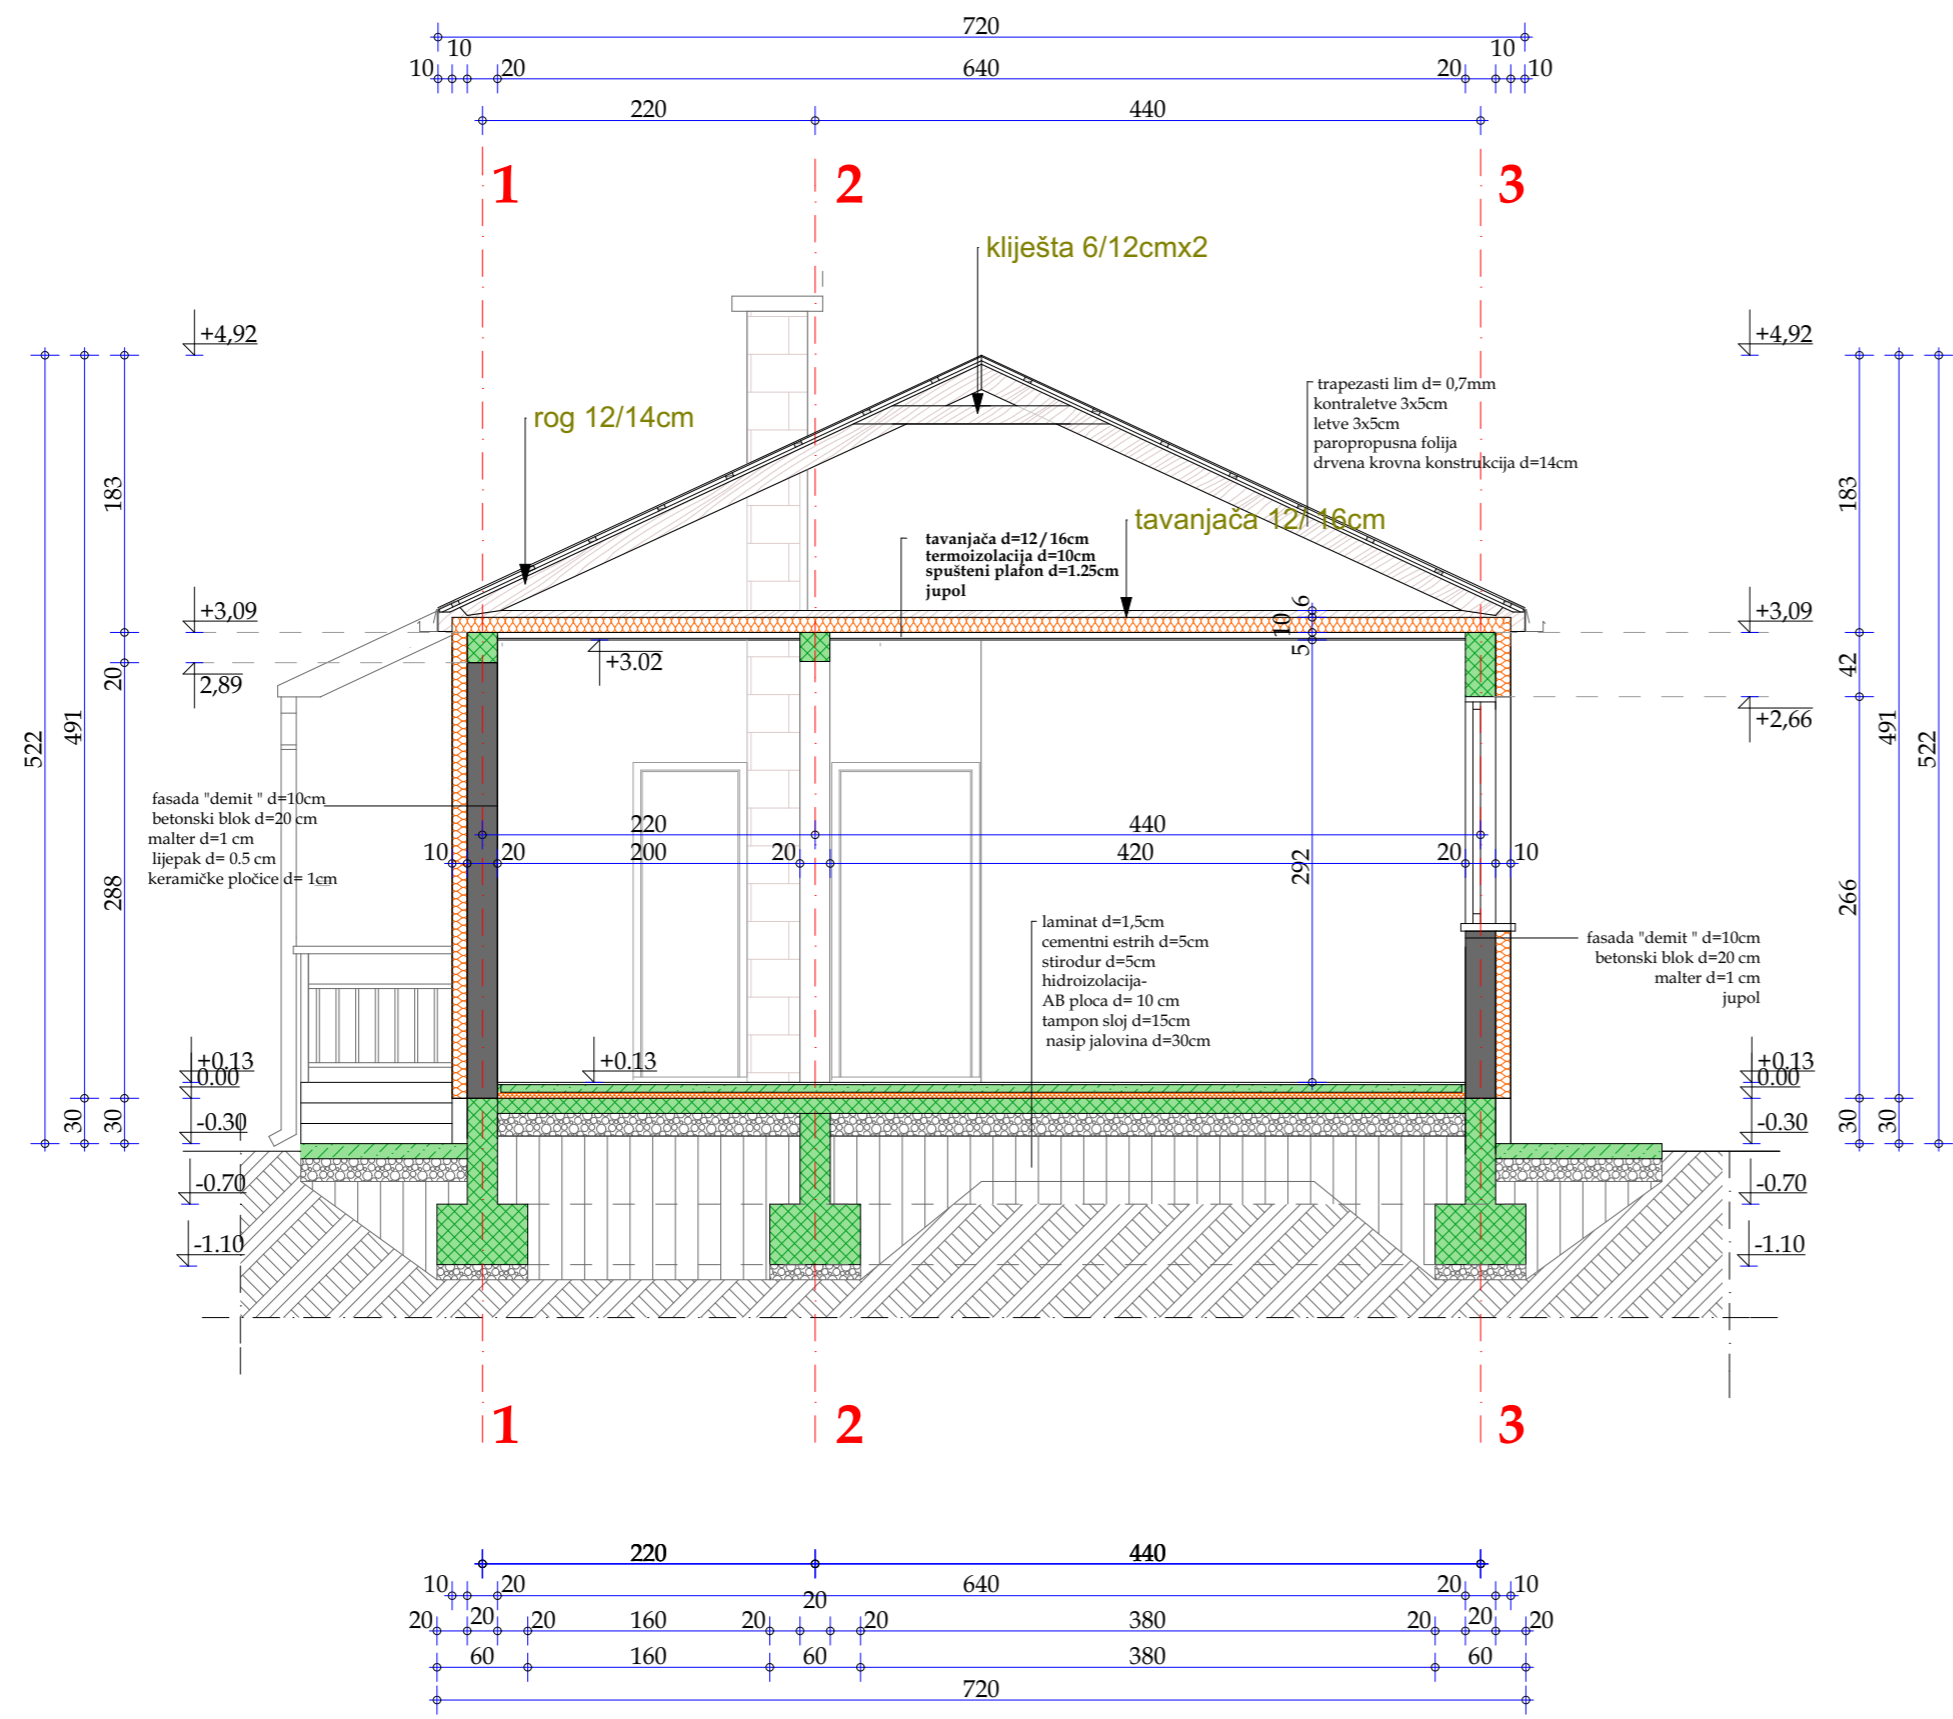 720
10
10
10 20 640 20 10
220 440
1 2 3
kliješta 6/12cmx2
+4,92
+4,92
trapezasti lim d= 0,7mm
kontraletve 3x5cm
letve 3x5cm
paropropusna folija
drvena krovna konstrukcija d=14cm
rog 12/14cm
183
183
tavanjača 12/ 16cm
tavanjača d=12/16cm
termoizolacija d=10cm
spušteni plafon d=1.25cm
jupol
6
10
5
+3,09
+3,09
+3.02
20
2,89
42
+2,66
522
491
491
522
fasada "demit " d=10cm
betonski blok d=20 cm
malter d=1 cm
lijepak d= 0.5 cm
keramičke pločice d= 1cm
220 440
10 20 200 20 420 20 10
292
288
266
laminat d=1,5cm
cementni estrih d=5cm
stirodur d=5cm
hidroizolacija-
AB ploca d= 10 cm
tampon sloj d=15cm
nasip jalovina d=30cm
fasada "demit " d=10cm
betonski blok d=20 cm
malter d=1 cm
jupol
+0.13
0.00
+0.13
+0.13
0.00
30
30
-0.30
-0.30
30
30
-0.70
-0.70
-1.10
-1.10
1 2 3
220 440
10 20 640 20 10
20 20 20 160 20 20 20 380 20 20 20
60 160 60 380 60
720